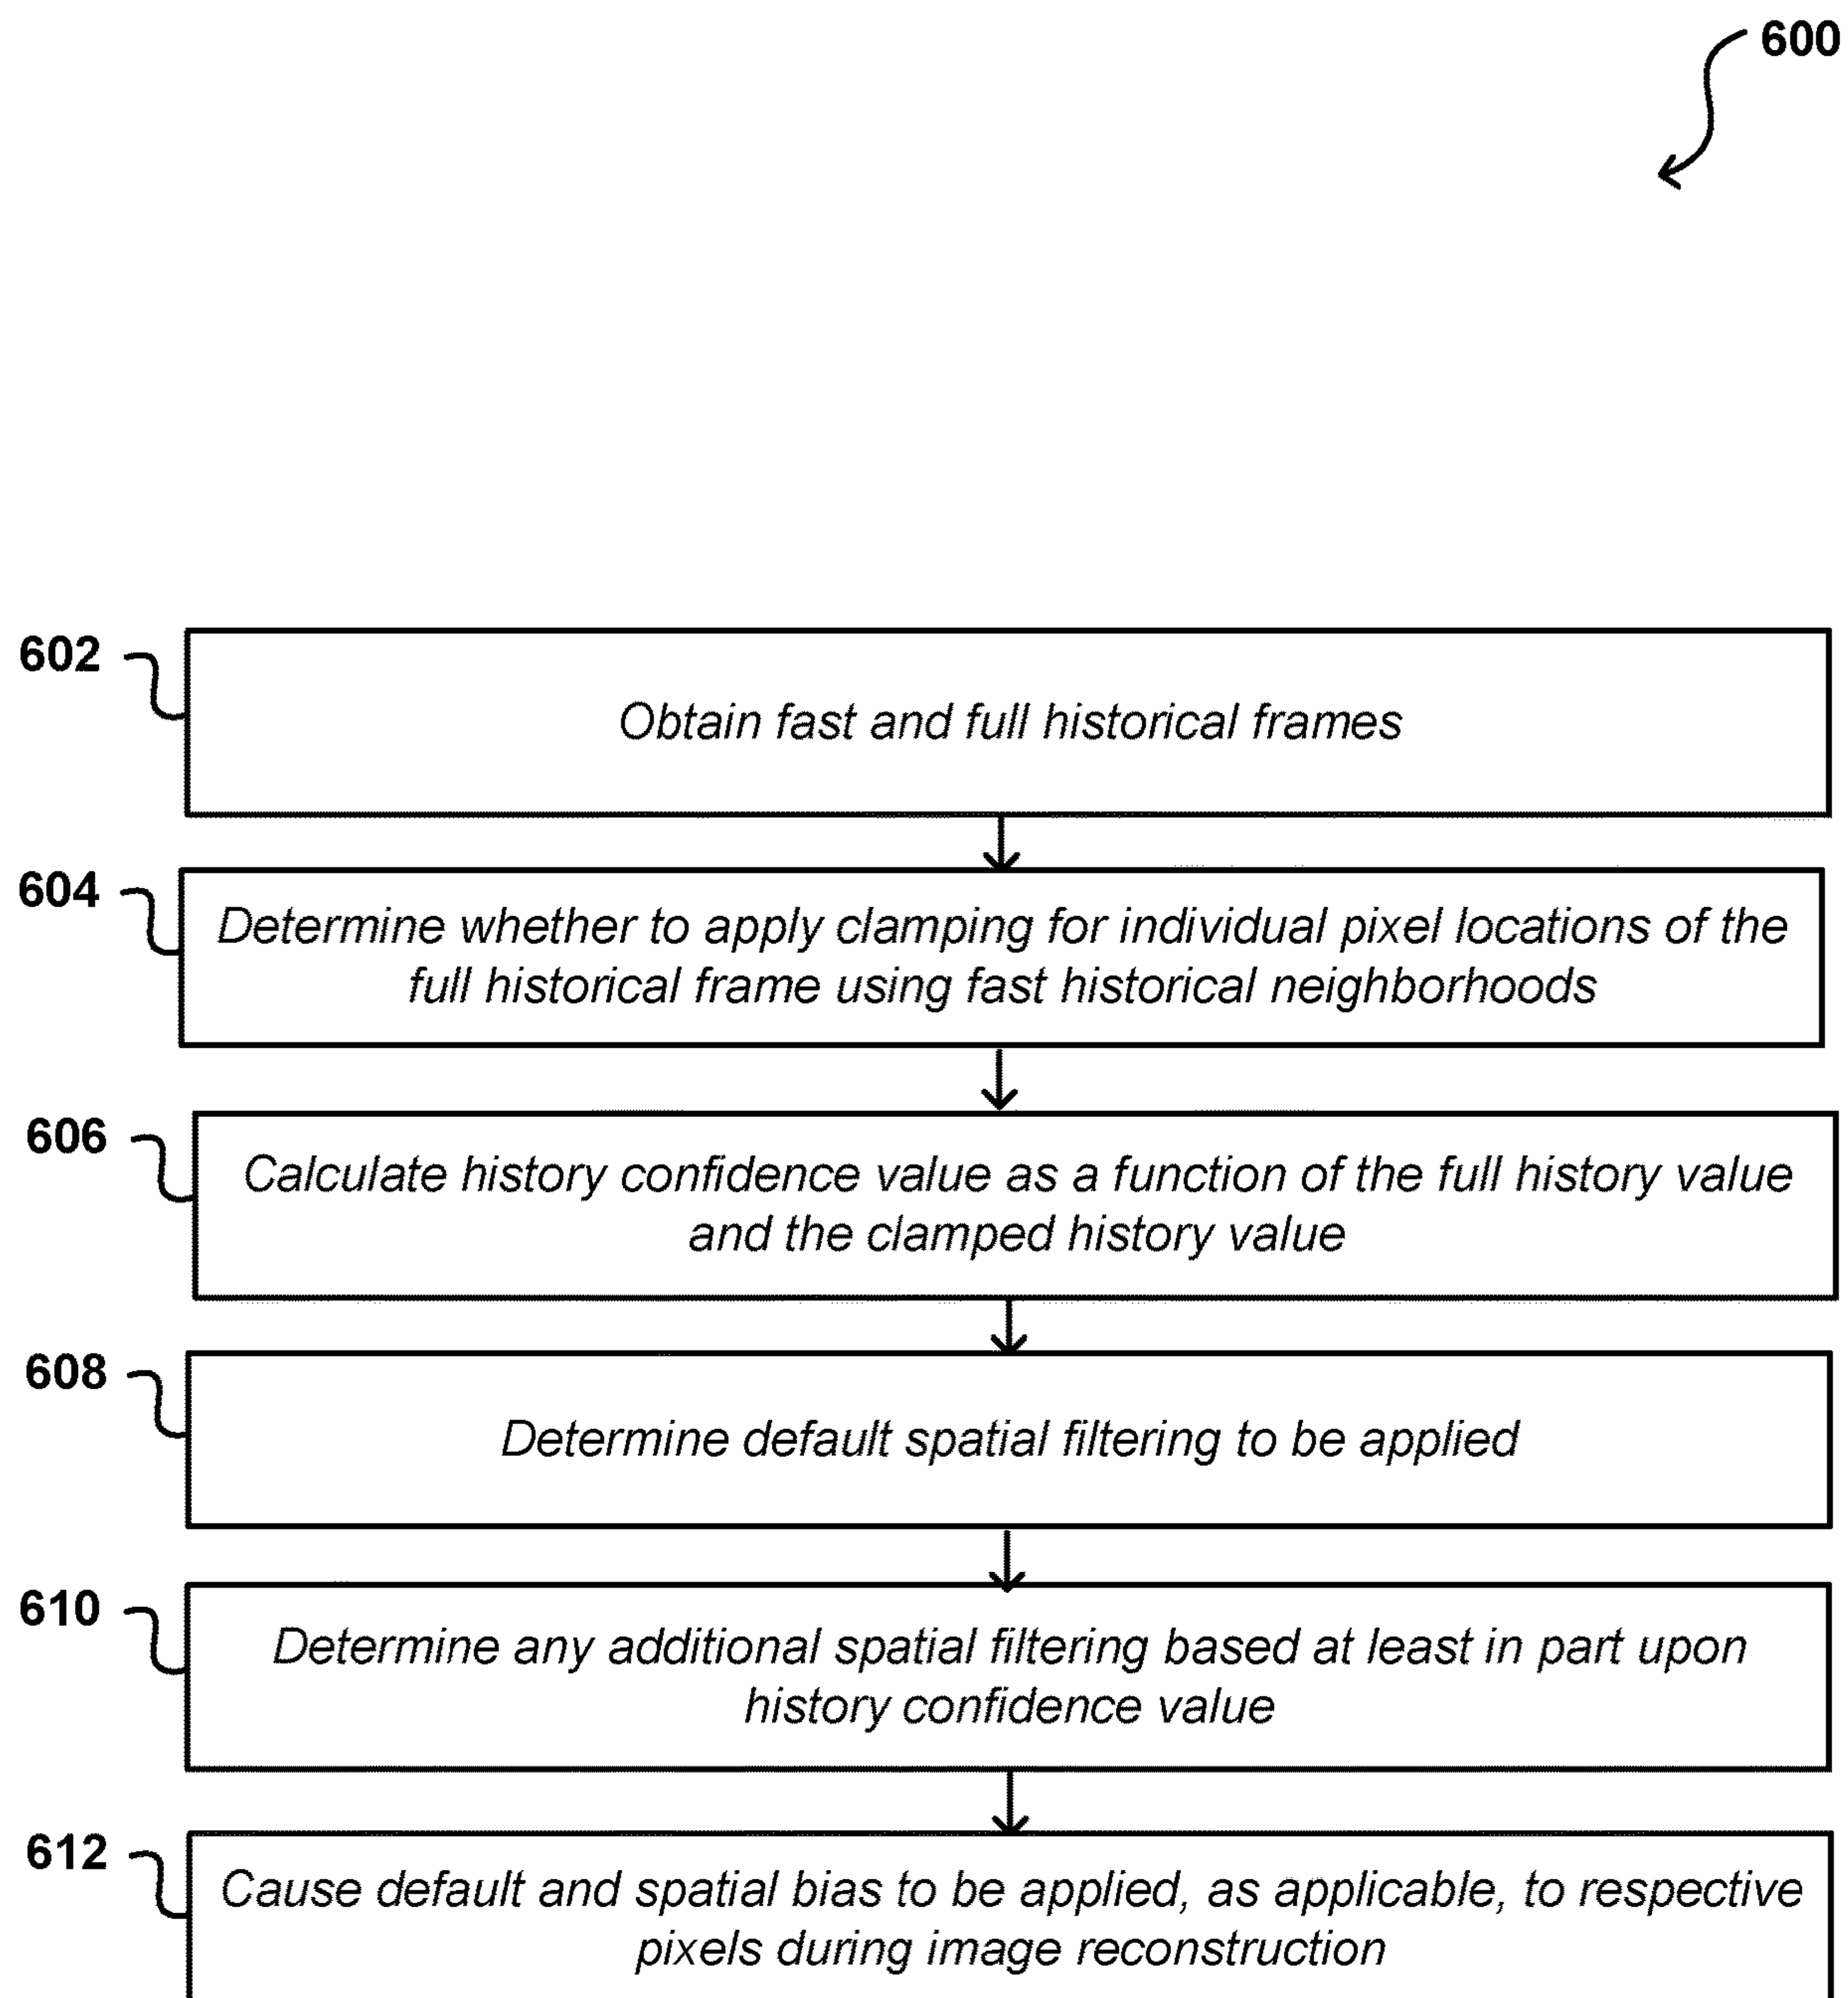 600
602
Obtain fast and full historical frames
604
Determine whether to apply clamping for individual pixel locations of the
full historical frame using fast historical neighborhoods
606
Calculate history confidence value as a function of the full history value
and the clamped history value
608
Determine default spatial filtering to be applied
610
Determine any additional spatial filtering based at least in part upon
history confidence value
612
Cause default and spatial bias to be applied, as applicable, to respective
pixels during image reconstruction